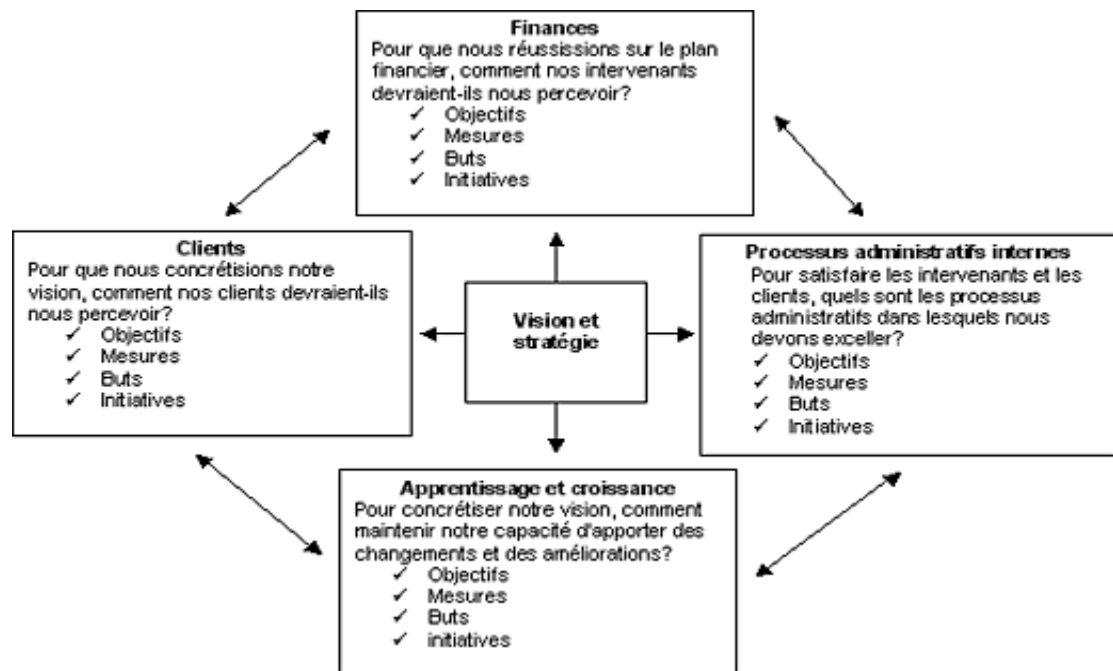 Finances
Pour que nous réussissions sur le plan
financier, comment nos intervenants
devraient-ils nous percevoir?
✓ Objectifs
✓ Mesures
✓ Buts
✓ Initiatives
Clients
Pour que nous concrétisions notre
vision, comment nos clients devraient-ils
nous percevoir?
✓ Objectifs
✓ Mesures
✓ Buts
✓ Initiatives
Vision et
stratégie
Processus administratifs internes
Pour satisfaire les intervenants et les
clients, quels sont les processus
administratifs dans lesquels nous
devons exceller?
✓ Objectifs
✓ Mesures
✓ Buts
✓ Initiatives
Apprentissage et croissance
Pour concrétiser notre vision, comment
maintenir notre capacité d'apporter des
changements et des améliorations?
✓ Objectifs
✓ Mesures
✓ Buts
✓ initiatives